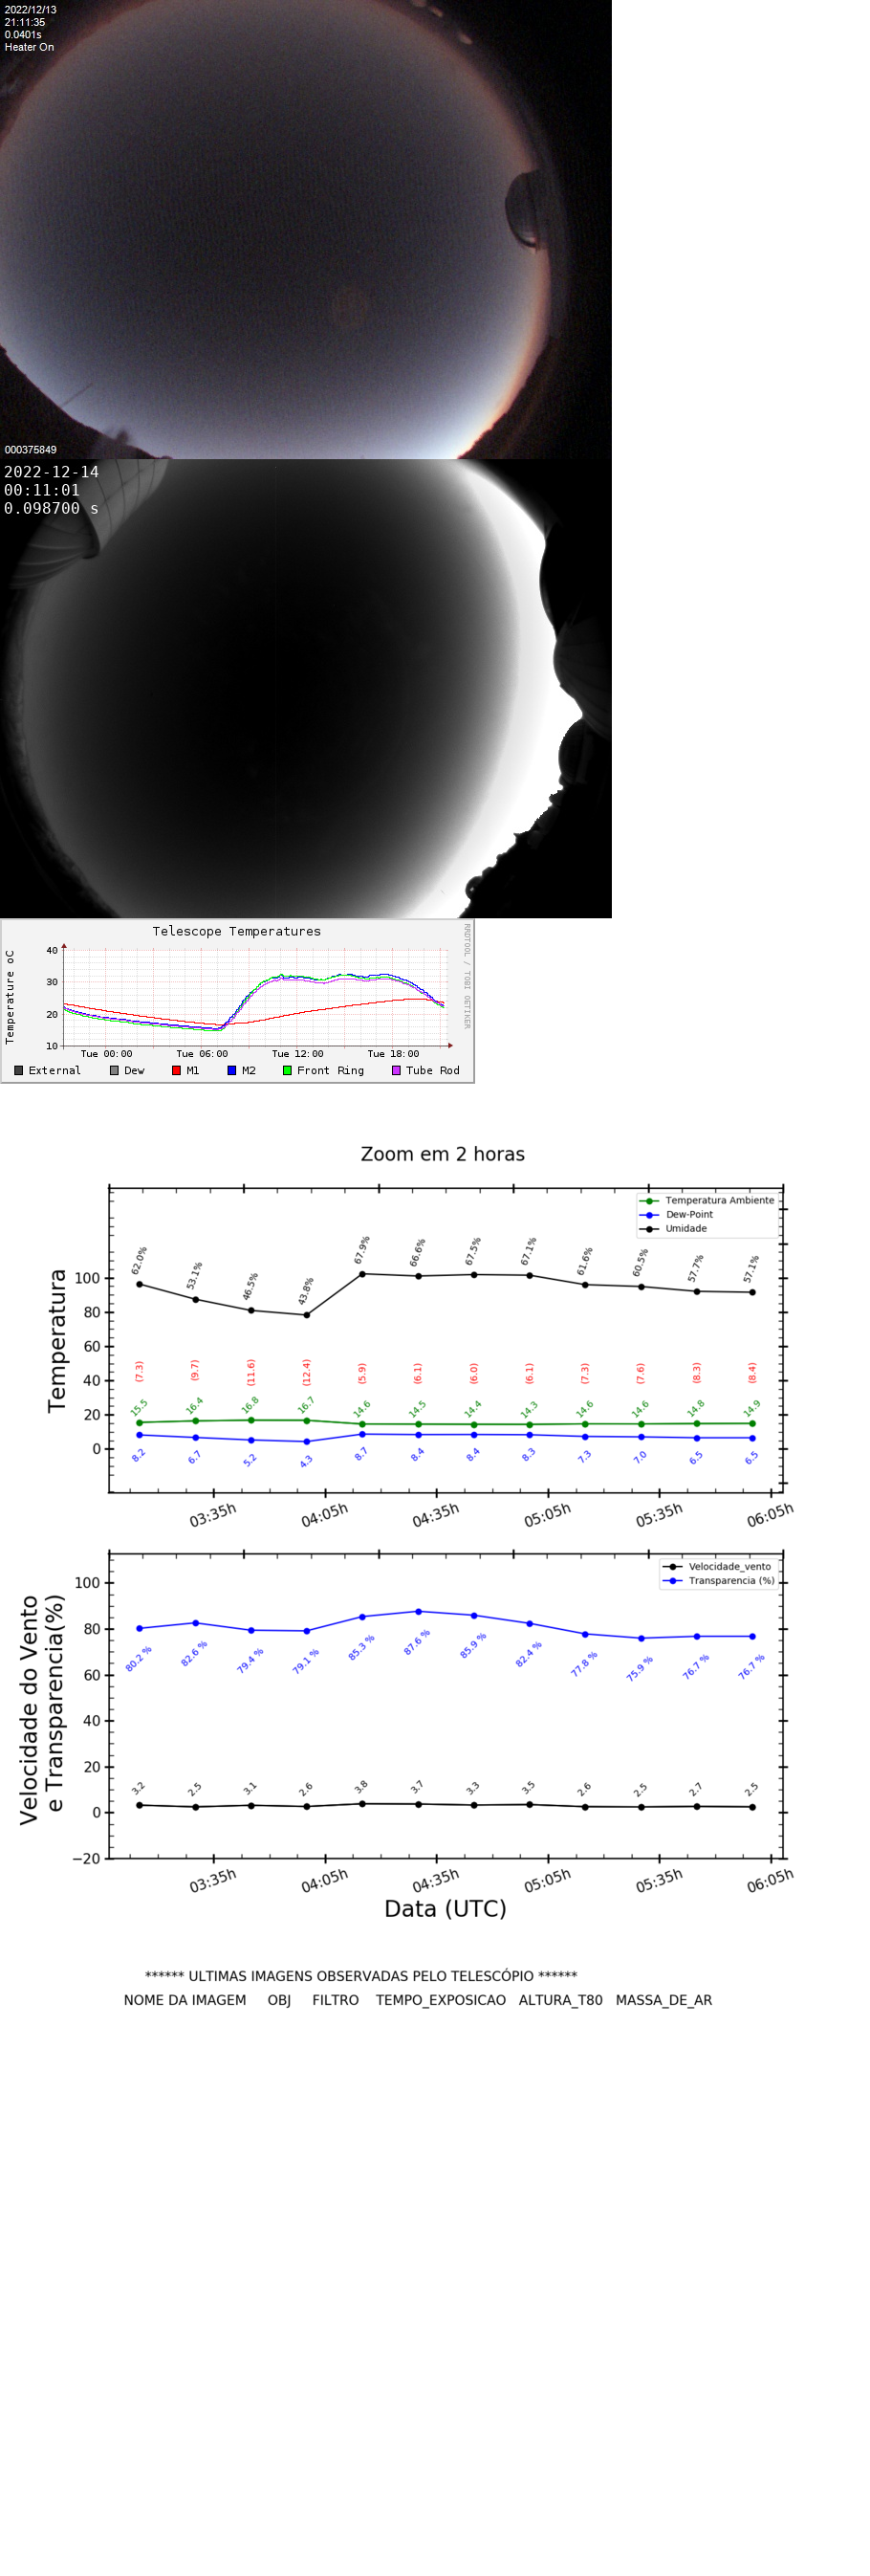 2022/12/13
21:11:35
0.0401s
Heater On
000375849
2022-12-14
00:11:01
0.098700 s
Telescope Temperatures
RRDTOOL / TOBI OETIKER
Temperature oC
40
30
20
10
Tue 00:00 Tue 06:00 Tue 12:00 Tue 18:00
External Dew M1 M2 Front Ring Tube Rod
Zoom em 2 horas
Temperatura Ambiente
Dew-Point
Umidade
Temperatura
100
80
60
40
20
0
62.0% 53.1% 46.5% 43.8% 67.9% 66.6% 67.5% 67.1% 61.6% 60.5% 57.7% 57.1%
(7.3) (9.7) (11.6) (12.4) (5.9) (6.1) (6.0) (6.1) (7.3) (7.6) (8.3) (8.4)
15.5 16.4 16.8 16.7 14.6 14.5 14.4 14.3 14.6 14.6 14.8 14.9
8.2 6.7 5.2 4.3 8.7 8.4 8.4 8.3 7.3 7.0 6.5 6.5
03:35h 04:05h 04:35h 05:05h 05:35h 06:05h
Velocidade_vento
Transparencia (%)
Velocidade do Vento
e Transparencia(%)
100
80
60
40
20
0
−20
80.2 % 82.6 % 79.4 % 79.1 % 85.3 % 87.6 % 85.9 % 82.4 % 77.8 % 75.9 % 76.7 % 76.7 %
3.2 2.5 3.1 2.6 3.8 3.7 3.3 3.5 2.6 2.5 2.7 2.5
03:35h 04:05h 04:35h 05:05h 05:35h 06:05h
Data (UTC)
****** ULTIMAS IMAGENS OBSERVADAS PELO TELESCÓPIO ******
NOME DA IMAGEM OBJ FILTRO TEMPO_EXPOSICAO ALTURA_T80 MASSA_DE_AR